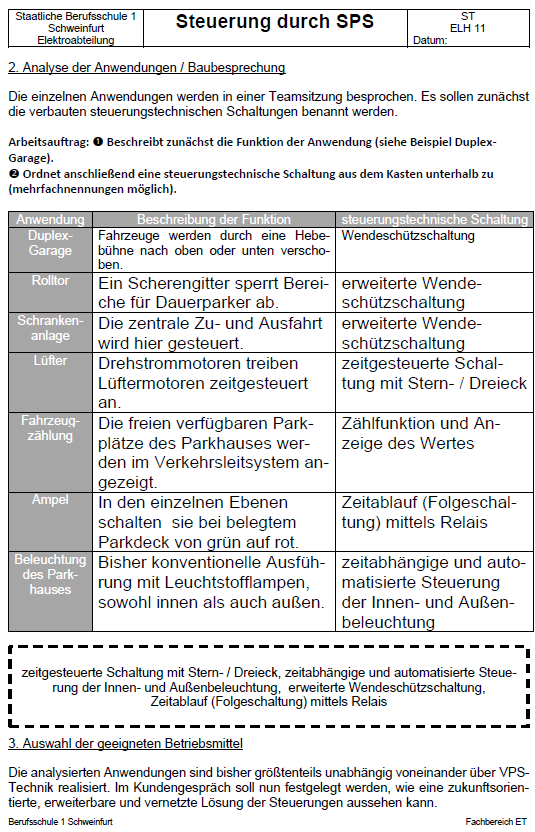 Staatliche Berufsschule 1
Schweinfurt
Elektroabteilung
Steuerung durch SPS
ST
ELH 11
Datum:
2. Analyse der Anwendungen / Baubesprechung
Die einzelnen Anwendungen werden in einer Teamsitzung besprochen. Es sollen zunächst
die verbauten steuerungstechnischen Schaltungen benannt werden.
Arbeitsauftrag: ❶ Beschreibt zunächst die Funktion der Anwendung (siehe Beispiel Duplex-
Garage).
❷ Ordnet anschließend eine steuerungstechnische Schaltung aus dem Kasten unterhalb zu
(mehrfachnennungen möglich).
Anwendung
Beschreibung der Funktion
steuerungstechnische Schaltung
Duplex-
Garage
Fahrzeuge werden durch eine Hebe-
bühne nach oben oder unten verscho-
ben.
Wendeschützschaltung
Rolltor
Ein Scherengitter sperrt Berei-
che für Dauerparker ab.
erweiterte Wende-
schützschaltung
Schranken-
anlage
Die zentrale Zu- und Ausfahrt
wird hier gesteuert.
erweiterte Wende-
schützschaltung
Lüfter
Drehstrommotoren treiben
Lüftermotoren zeitgesteuert
an.
zeitgesteuerte Schal-
tung mit Stern- / Dreieck
Fahrzeug-
zählung
Die freien verfügbaren Park-
plätze des Parkhauses wer-
den im Verkehrsleitsystem an-
gezeigt.
Zählfunktion und An-
zeige des Wertes
Ampel
In den einzelnen Ebenen
schalten sie bei belegtem
Parkdeck von grün auf rot.
Zeitablauf (Folgeschal-
tung) mittels Relais
Beleuchtung
des Park-
hauses
Bisher konventionelle Ausfüh-
rung mit Leuchtstofflampen,
sowohl innen als auch außen.
zeitabhängige und auto-
matisierte Steuerung
der Innen- und Außen-
beleuchtung
zeitgesteuerte Schaltung mit Stern- / Dreieck, zeitabhängige und automatisierte Steue-
rung der Innen- und Außenbeleuchtung, erweiterte Wendeschützschaltung,
Zeitablauf (Folgeschaltung) mittels Relais
3. Auswahl der geeigneten Betriebsmittel
Die analysierten Anwendungen sind bisher größtenteils unabhängig voneinander über VPS-
Technik realisiert. Im Kundengespräch soll nun festgelegt werden, wie eine zukunftsorien-
tierte, erweiterbare und vernetzte Lösung der Steuerungen aussehen kann.
Berufsschule 1 Schweinfurt
Fachbereich ET